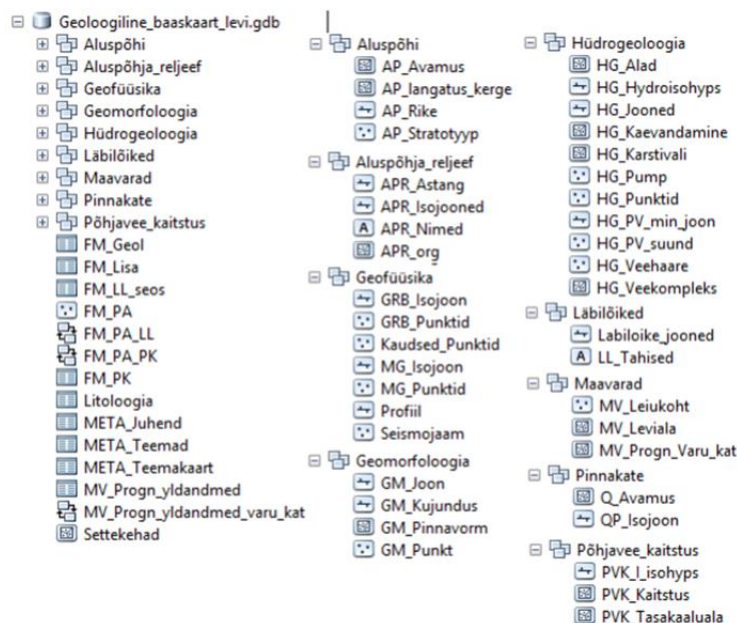 Geoloogiline_baaskaart_levi.gdb
Aluspõhi
Aluspõhja_reljeef
Geofüüsika
Geomorfoloogia
Hüdrogeoloogia
Läbilõiked
Maavarad
Pinnakate
Põhjavee_kaitstus
FM_Geol
FM_Lisa
FM_LL_seos
FM_PA
FM_PA_LL
FM_PA_PK
FM_PK
Litoloogia
META_Juhend
META_Teemad
META_Teemakaart
MV_Progn_yldandmed
MV_Progn_yldandmed_varu_kat
Settekehad
Aluspõhi
AP_Avamus
AP_langatus_kerge
AP_Rike
AP_Stratotyyp
Aluspõhja_reljeef
APR_Astang
APR_Isojooned
A APR_Nimed
APR_org
Geofüüsika
GRB_Isojoon
GRB_Punktid
Kaudsed_Punktid
MG_Isojoon
MG_Punktid
Profiil
Seismojaam
Geomorfoloogia
GM_Joon
GM_Kujundus
GM_Pinnavorm
GM_Punkt
Hüdrogeoloogia
HG_Alad
HG_Hydroisohyps
HG_Jooned
HG_Kaevandamine
HG_Karstivali
HG_Pump
HG_Punktid
HG_PV_min_joon
HG_PV_suund
HG_Veehaare
HG_Veekompleks
Läbilõiked
Labiloike_jooned
A LL_Tahised
Maavarad
MV_Leiukoht
MV_Leviala
MV_Progn_Varu_kat
Pinnakate
Q_Avamus
QP_Isojoon
Põhjavee_kaitstus
PVK_I_isohyps
PVK_Kaitstus
PVK_Tasakaaluala